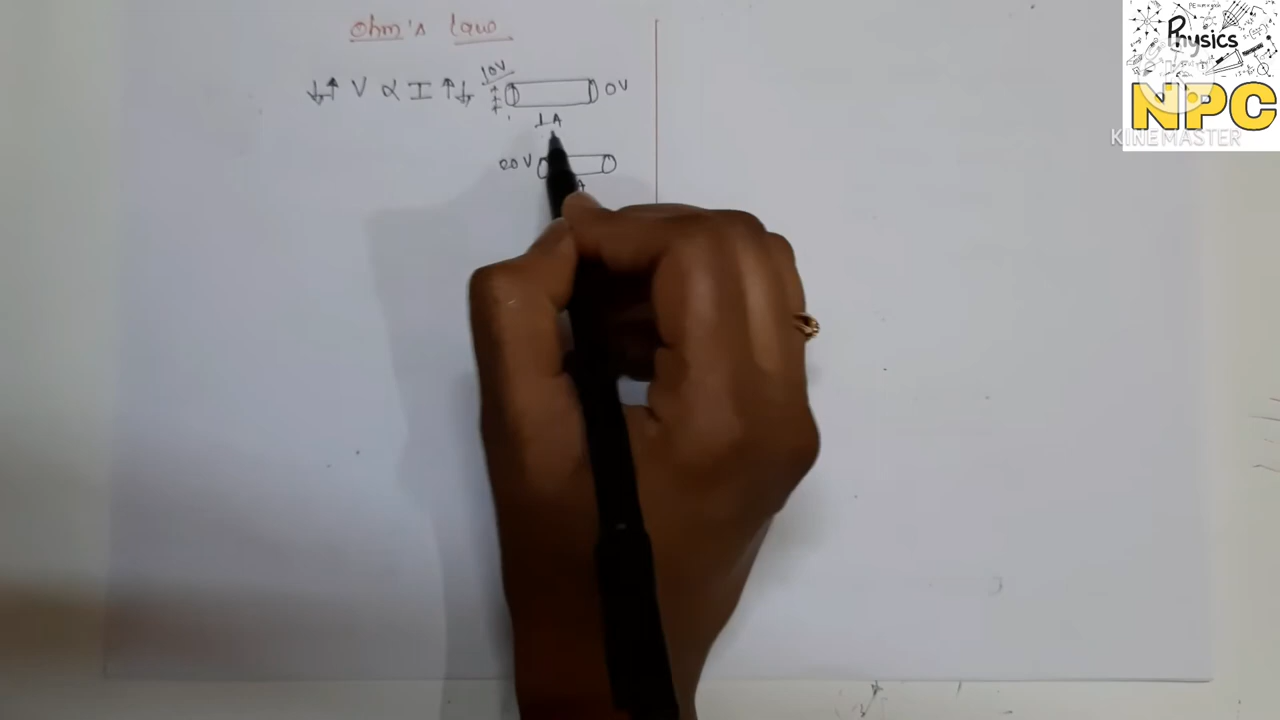 Ohm's law
↓↑ V ∝ I ↑↓
10V
0V
1A
20V
A
Physics
NPC
KINEMASTER